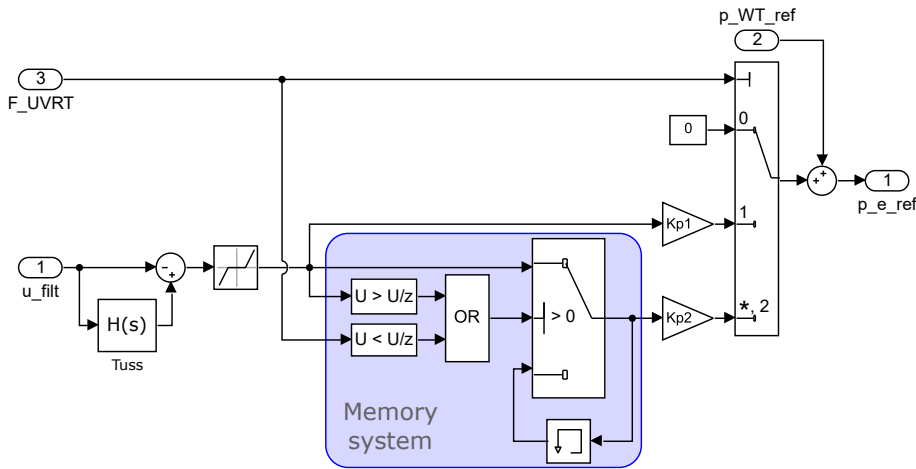 p_WT_ref
2
3
F_UVRT
0
0
1
p_e_ref
Kp1
1
1
u_filt
H(s)
Tuss
-
+
+
+
U > U/z
U < U/z
OR
> 0
Kp2
*, 2
Memory
system